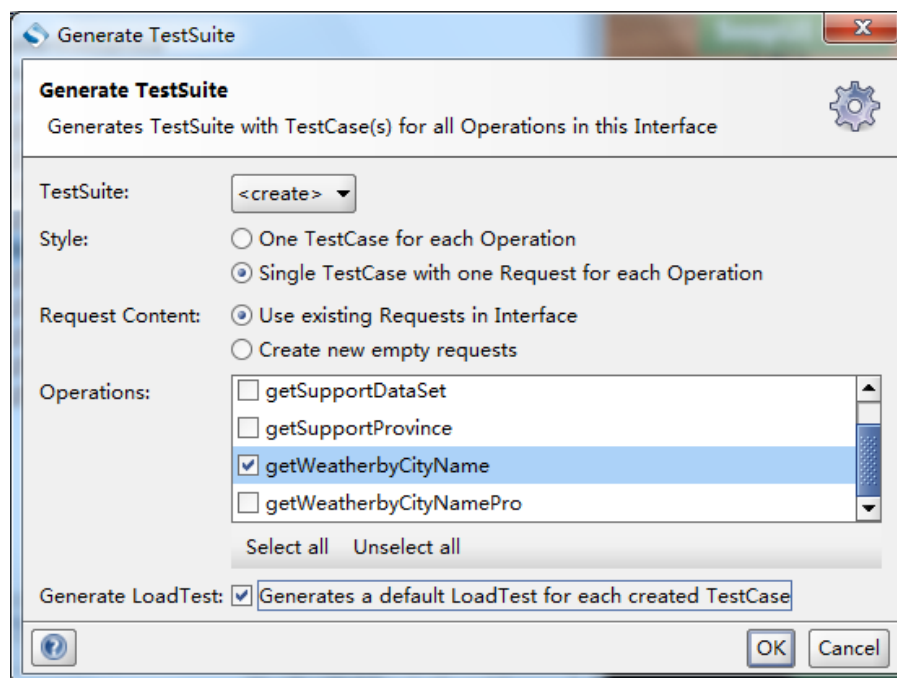 Generate TestSuite
Generate TestSuite
Generates TestSuite with TestCase(s) for all Operations in this Interface
TestSuite: <create>
Style: One TestCase for each Operation
Single TestCase with one Request for each Operation
Request Content: Use existing Requests in Interface
Create new empty requests
Operations: getSupportDataSet
getSupportProvince
getWeatherbyCityName
getWeatherbyCityNamePro
Select all Unselect all
Generate LoadTest: Generates a default LoadTest for each created TestCase
OK Cancel